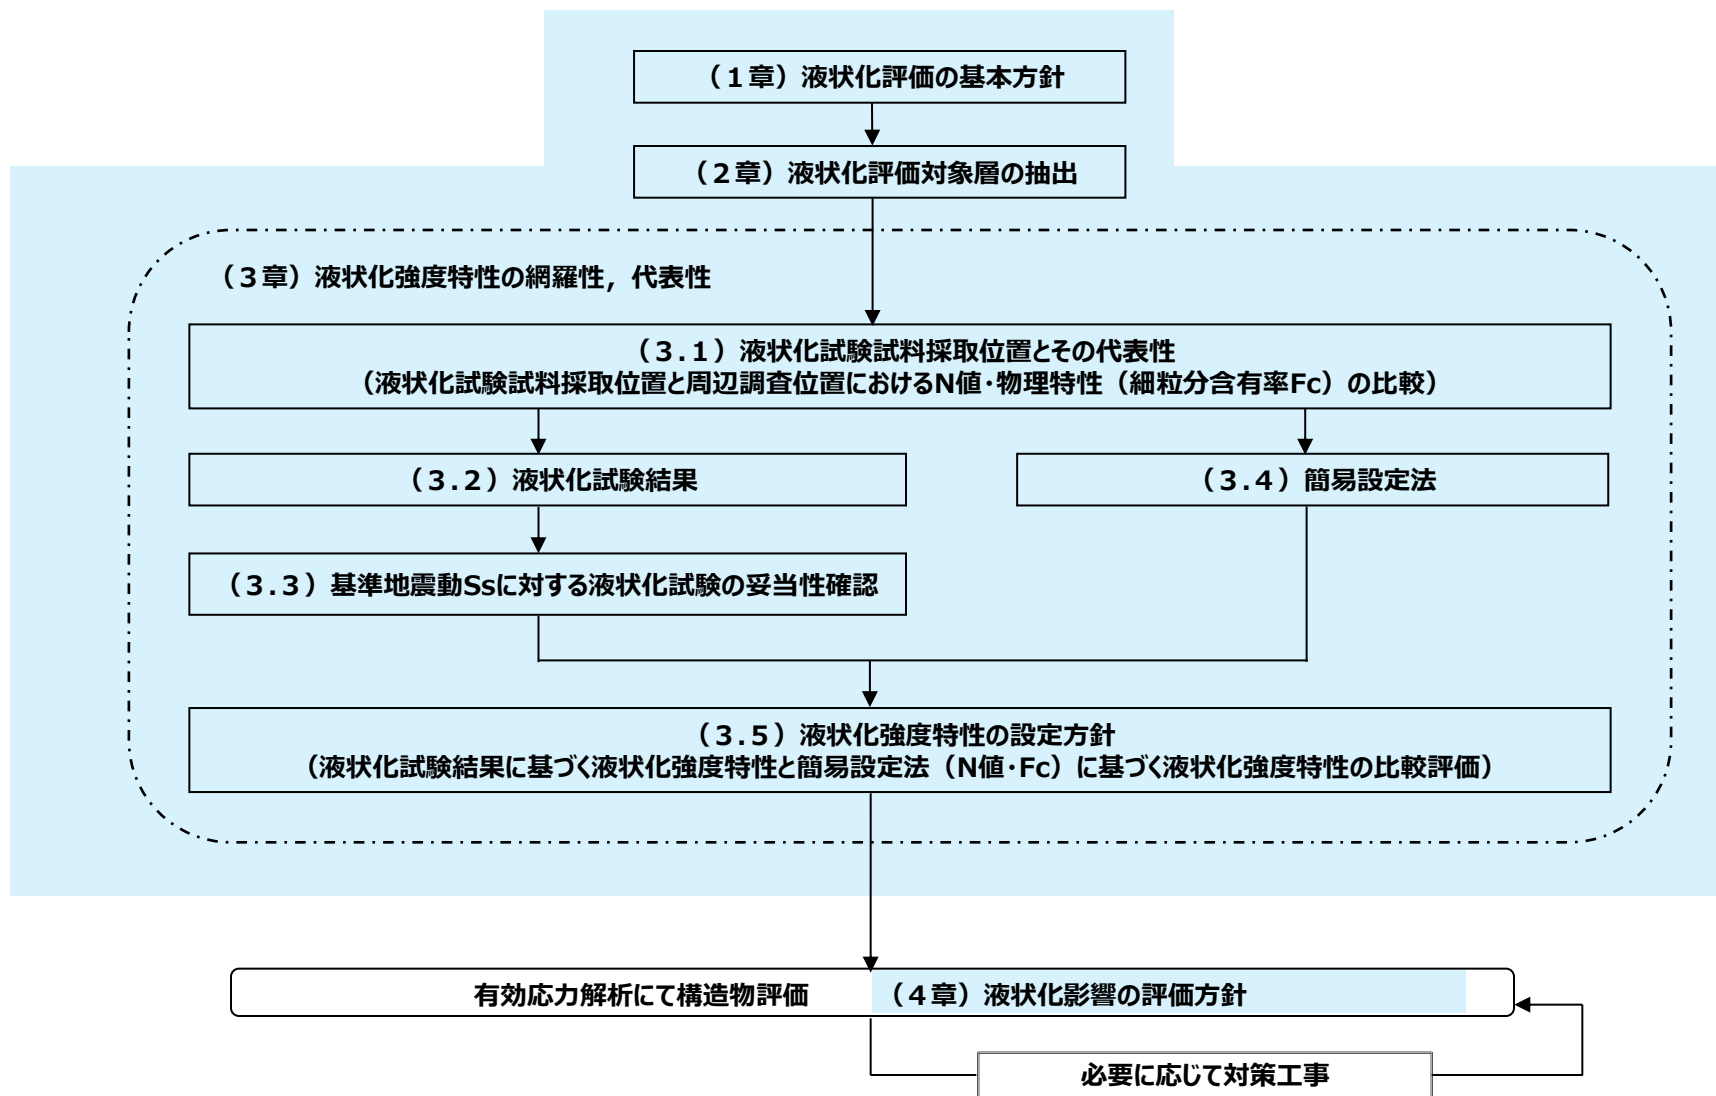 （１章）液状化評価の基本方針
（２章）液状化評価対象層の抽出
（３章）液状化強度特性の網羅性，代表性
（３.１）液状化試験試料採取位置とその代表性
（液状化試験試料採取位置と周辺調査位置におけるN値・物理特性（細粒分含有率Fc）の比較）
（３.２）液状化試験結果
（３.４）簡易設定法
（３.３）基準地震動Ssに対する液状化試験の妥当性確認
（３.５）液状化強度特性の設定方針
（液状化試験結果に基づく液状化強度特性と簡易設定法（N値・Fc）に基づく液状化強度特性の比較評価）
有効応力解析にて構造物評価 （４章）液状化影響の評価方針
必要に応じて対策工事